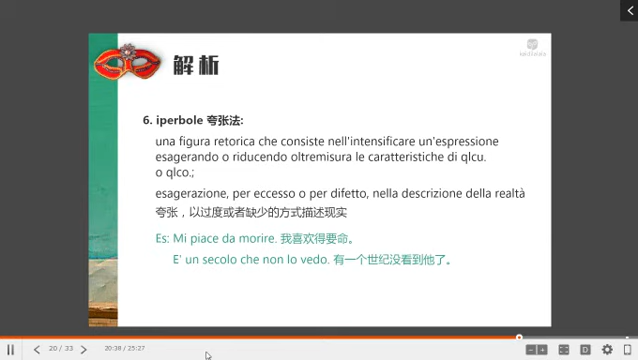 解析
6. iperbole 夸张法:
una figura retorica che consiste nell'intensificare un'espressione
esagerando o riducendo oltremisura le caratteristiche di qlcu.
o qlco.;
esagerazione, per eccesso o per difetto, nella descrizione della realtà
夸张，以过度或者缺少的方式描述现实
Es: Mi piace da morire. 我喜欢得要命。
E' un secolo che non lo vedo. 有一个世纪没看到他了。
20 / 33
20:38 / 25:27
D